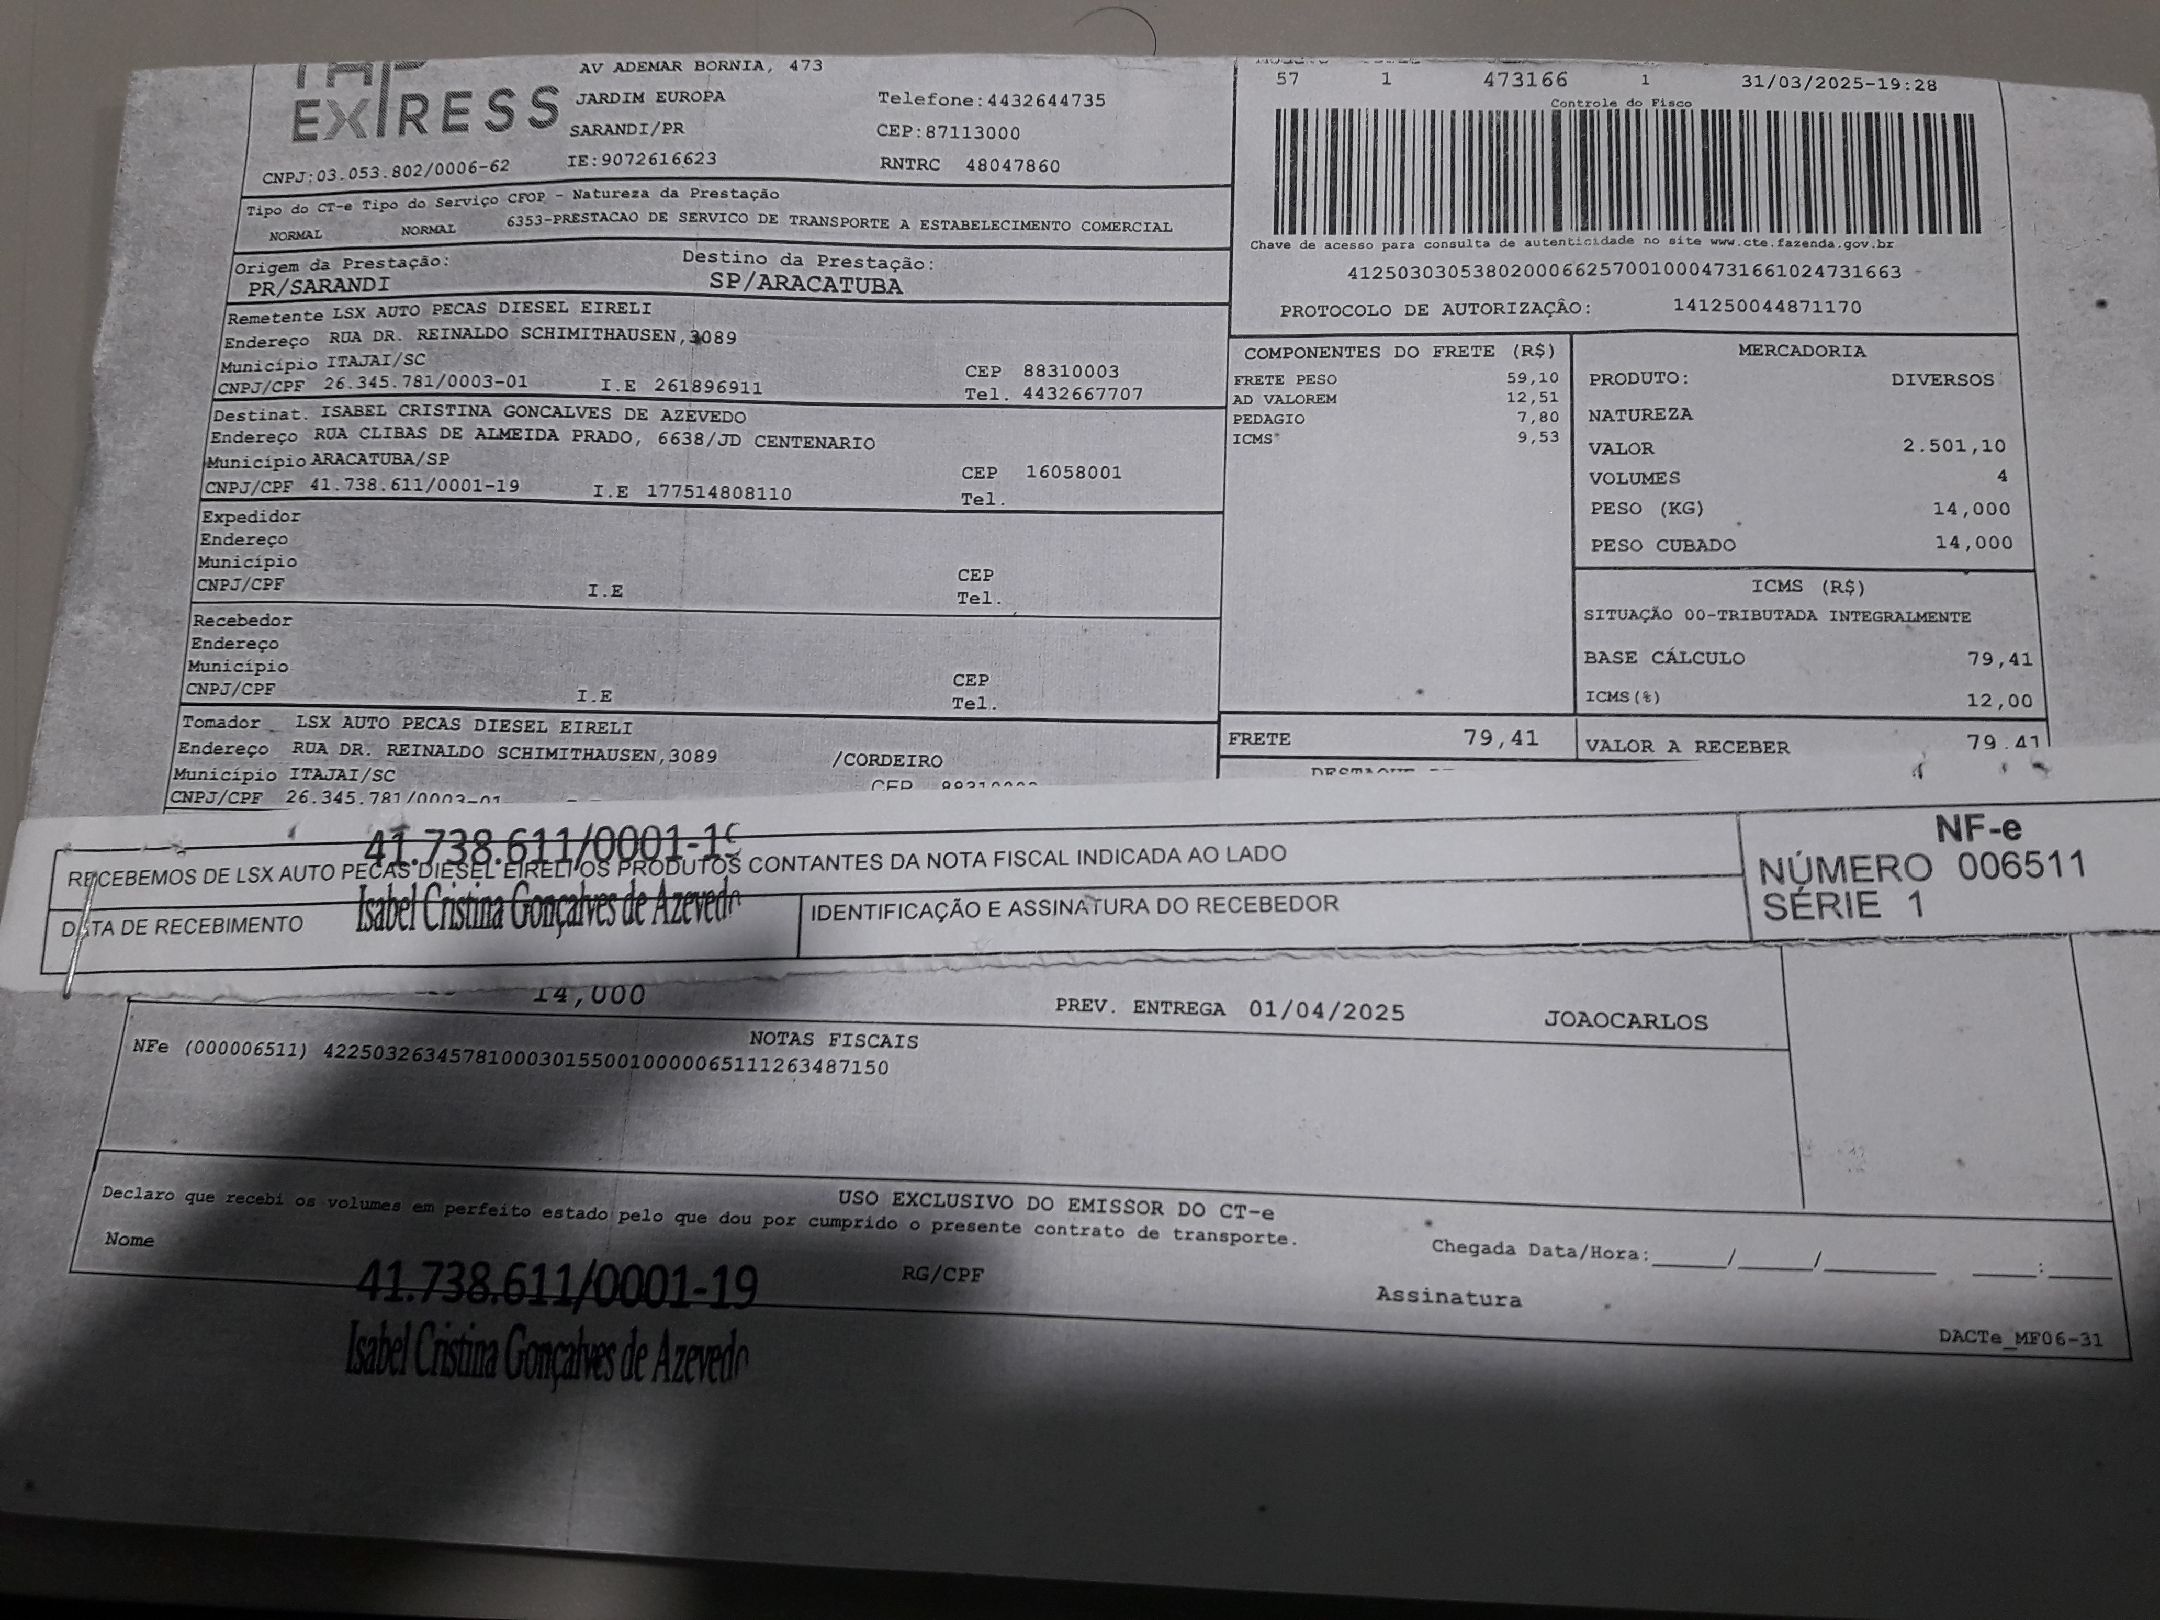 EXPRESS
AV ADEMAR BORNIA, 473
JARDIM EUROPA
Telefone:4432644735
SARANDI/PR
CEP:87113000
CNPJ:03.053.802/0006-62
IE:9072616623
RNTRC 48047860
57 1 473166 1 31/03/2025-19:28
Controle do Fisco
Chave de acesso para consulta de autenticidade no site www.cte.fazenda.gov.br
41250303053802000662570010004731661024731663
PROTOCOLO DE AUTORIZAÇÂO: 141250044871170
Tipo do CT-e Tipo do Serviço CFOP - Natureza da Prestação
NORMAL NORMAL 6353-PRESTACAO DE SERVICO DE TRANSPORTE A ESTABELECIMENTO COMERCIAL
Origem da Prestação: Destino da Prestação:
PR/SARANDI SP/ARACATUBA
Remetente LSX AUTO PECAS DIESEL EIRELI
Endereço RUA DR. REINALDO SCHIMITHAUSEN,3089
Município ITAJAI/SC CEP 88310003
CNPJ/CPF 26.345.781/0003-01 I.E 261896911 Tel. 4432667707
Destinat. ISABEL CRISTINA GONCALVES DE AZEVEDO
Endereço RUA CLIBAS DE ALMEIDA PRADO, 6638/JD CENTENARIO
Município ARACATUBA/SP CEP 16058001
CNPJ/CPF 41.738.611/0001-19 I.E 177514808110 Tel.
Expedidor
Endereço
Município CEP
CNPJ/CPF I.E Tel.
Recebedor
Endereço
Município CEP
CNPJ/CPF I.E Tel.
Tomador LSX AUTO PECAS DIESEL EIRELI
Endereço RUA DR. REINALDO SCHIMITHAUSEN,3089 /CORDEIRO
Município ITAJAI/SC CEP
CNPJ/CPF 26.345.781/0003-01
COMPONENTES DO FRETE (R$)
FRETE PESO 59,10
AD VALOREM 12,51
PEDAGIO 7,80
ICMS 9,53
FRETE 79,41
MERCADORIA
PRODUTO: DIVERSOS
NATUREZA
VALOR 2.501,10
VOLUMES 4
PESO (KG) 14,000
PESO CUBADO 14,000
ICMS (R$)
SITUAÇÃO 00-TRIBUTADA INTEGRALMENTE
BASE CÁLCULO 79,41
ICMS(%) 12,00
VALOR A RECEBER 79.41
41.738.611/0001-19
RECEBEMOS DE LSX AUTO PECAS DIESEL EIRELI OS PRODUTOS CONTANTES DA NOTA FISCAL INDICADA AO LADO
Isabel Cristina Gonçalves de Azevedo
DATA DE RECEBIMENTO
IDENTIFICAÇÃO E ASSINATURA DO RECEBEDOR
NF-e
NÚMERO 006511
SÉRIE 1
14,000
PREV. ENTREGA 01/04/2025 JOAOCARLOS
NOTAS FISCAIS
NFe (000006511) 42250326345781000301550010000065111263487150
USO EXCLUSIVO DO EMISSOR DO CT-e
Declaro que recebi os volumes em perfeito estado pelo que dou por cumprido o presente contrato de transporte.
Nome
Chegada Data/Hora:_____/_____/_______ ____:____
41.738.611/0001-19
RG/CPF
Assinatura
Isabel Cristina Gonçalves de Azevedo
DACTe_MF06-31